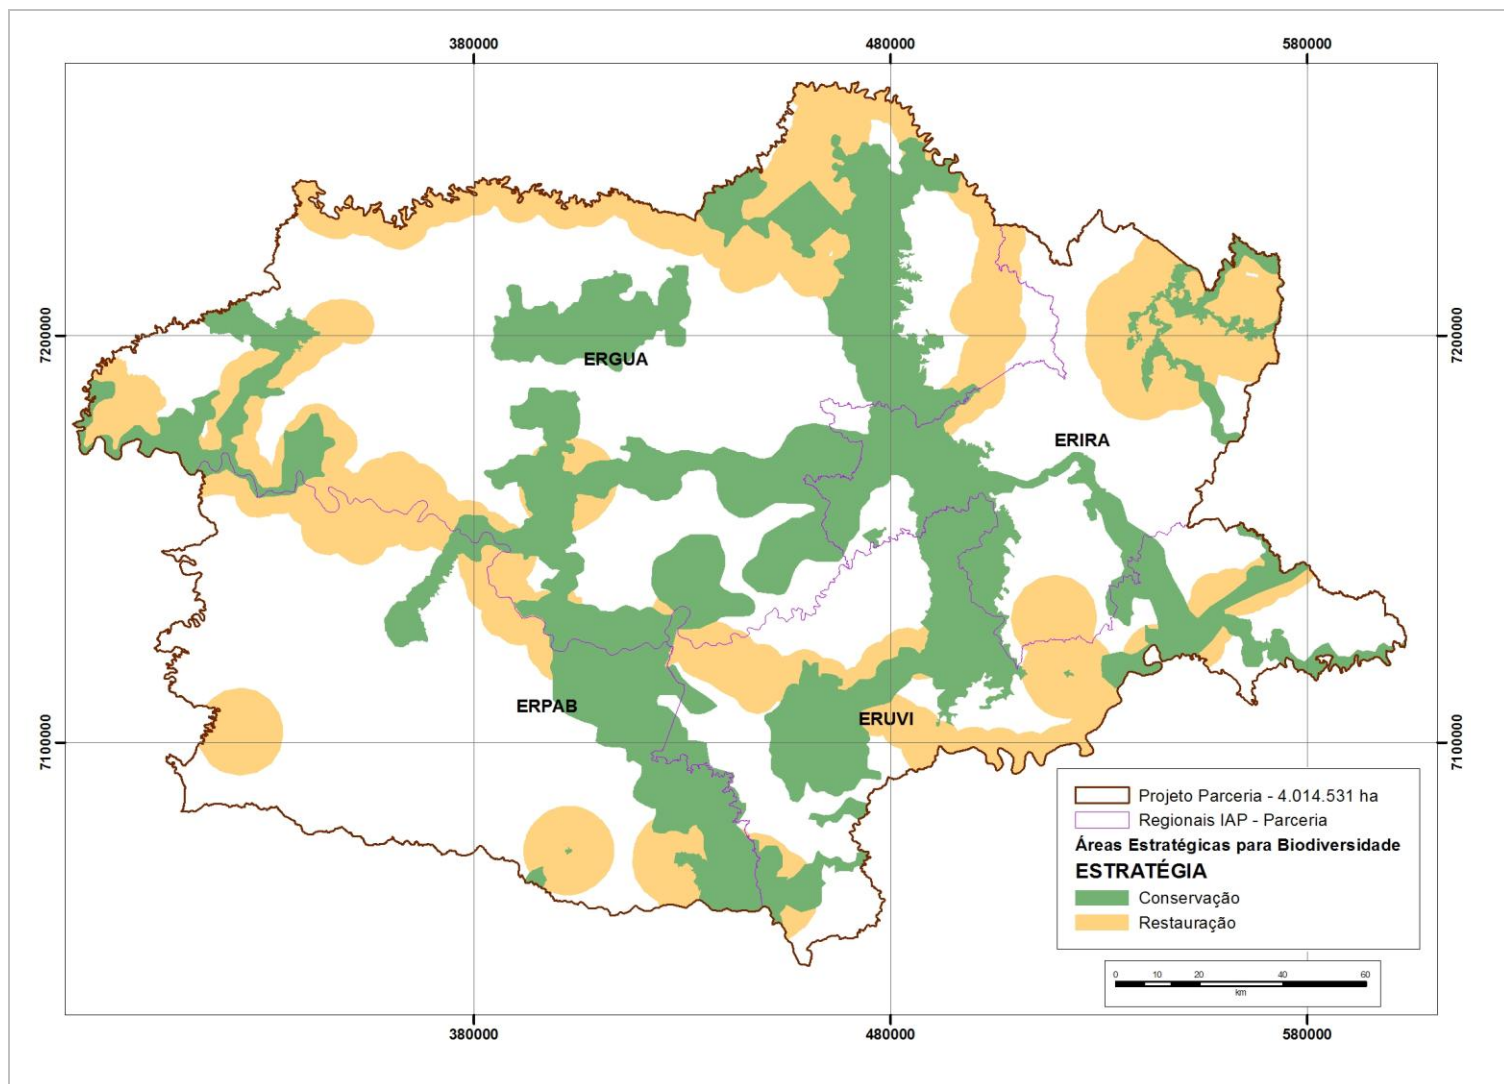 380000
480000
580000
7200000
7200000
ERGUA
ERIRA
ERPAB
ERUVI
7100000
7100000
Projeto Parceria - 4.014.531 ha
Regionais IAP - Parceria
Áreas Estratégicas para Biodiversidade
ESTRATÉGIA
Conservação
Restauração
0 10 20 40 60
km
380000
480000
580000